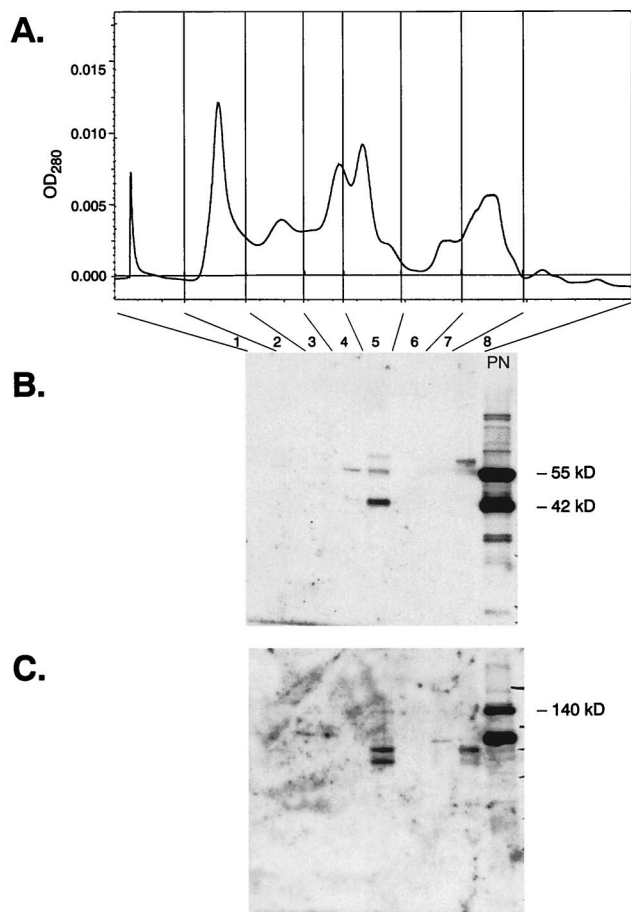 A.
0.015
0.010
0.005
0.000
OD280
1 2 3 4 5 6 7 8
PN
B.
– 55 kD
– 42 kD
C.
– 140 kD